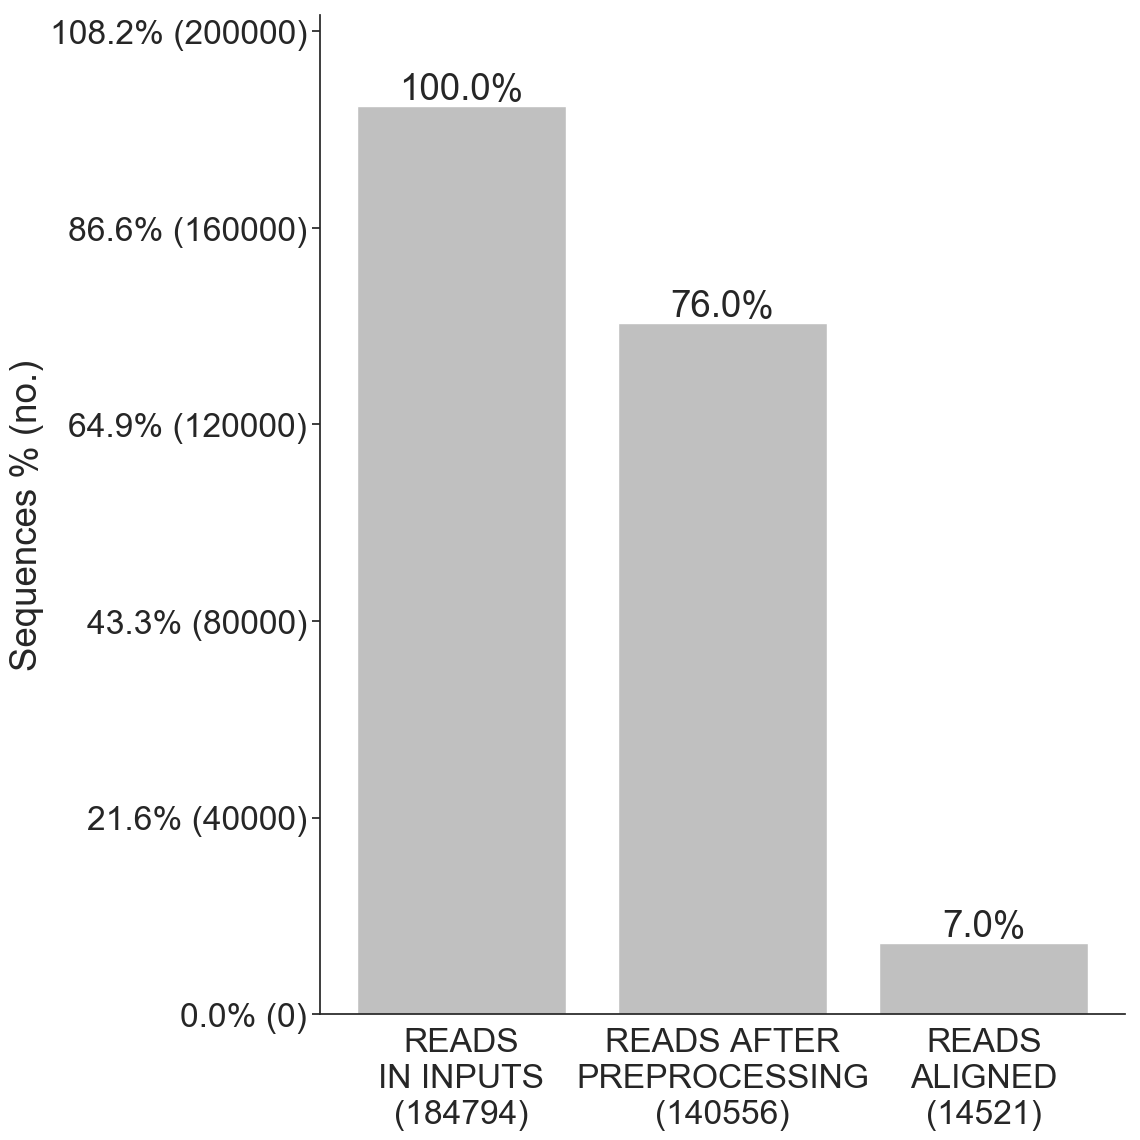 108.2% (200000)
100.0%
86.6% (160000)
76.0%
64.9% (120000)
Sequences % (no.)
43.3% (80000)
21.6% (40000)
7.0%
0.0% (0)
READS
IN INPUTS
(184794)
READS AFTER
PREPROCESSING
(140556)
READS
ALIGNED
(14521)